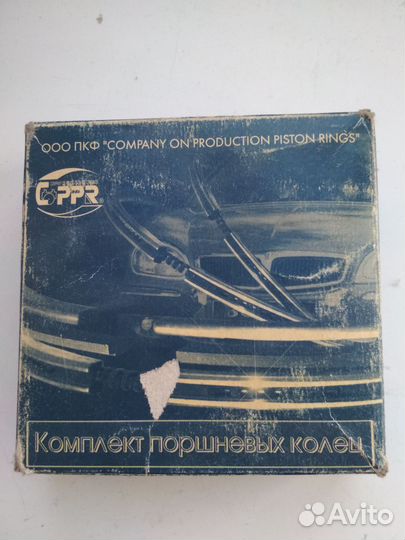 ООО ПКФ "COMPANY ON PRODUCTION PISTON RINGS"
CPPR®
Комплект поршневых колец
Avito